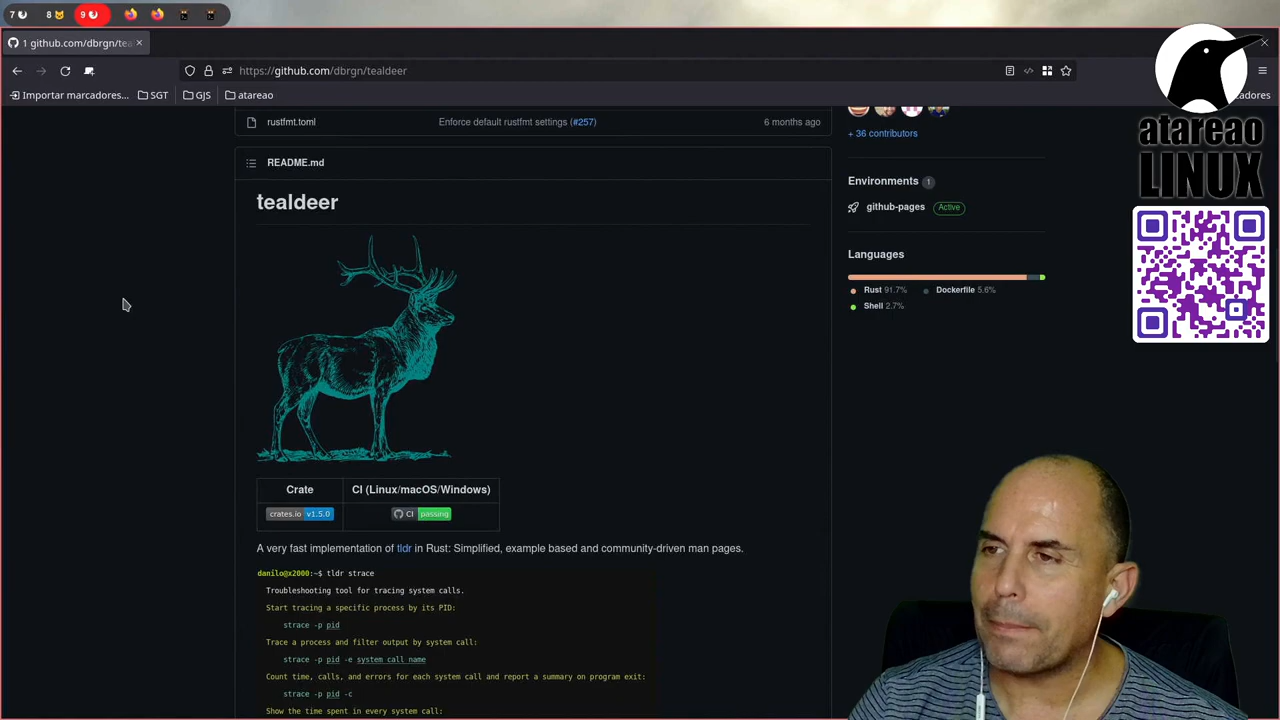 7 8 9
1 github.com/dbrgn/tea
https://github.com/dbrgn/tealdeer
Importar marcadores... SGT GJS atareao
cadores
atareao
LINUX
rustfmt.toml Enforce default rustfmt settings (#257) 6 months ago
+ 36 contributors
README.md
Environments 1
tealdeer
github-pages Active
Languages
Rust 91.7% Dockerfile 5.6%
Shell 2.7%
Crate CI (Linux/macOS/Windows)
crates.io v1.5.0 CI passing
A very fast implementation of tldr in Rust: Simplified, example based and community-driven man pages.
danilo@x2000:~$ tldr strace
Troubleshooting tool for tracing system calls.
Start tracing a specific process by its PID:
strace -p pid
Trace a process and filter output by system call:
strace -p pid -e system_call_name
Count time, calls, and errors for each system call and report a summary on program exit:
strace -p pid -c
Show the time spent in every system call: